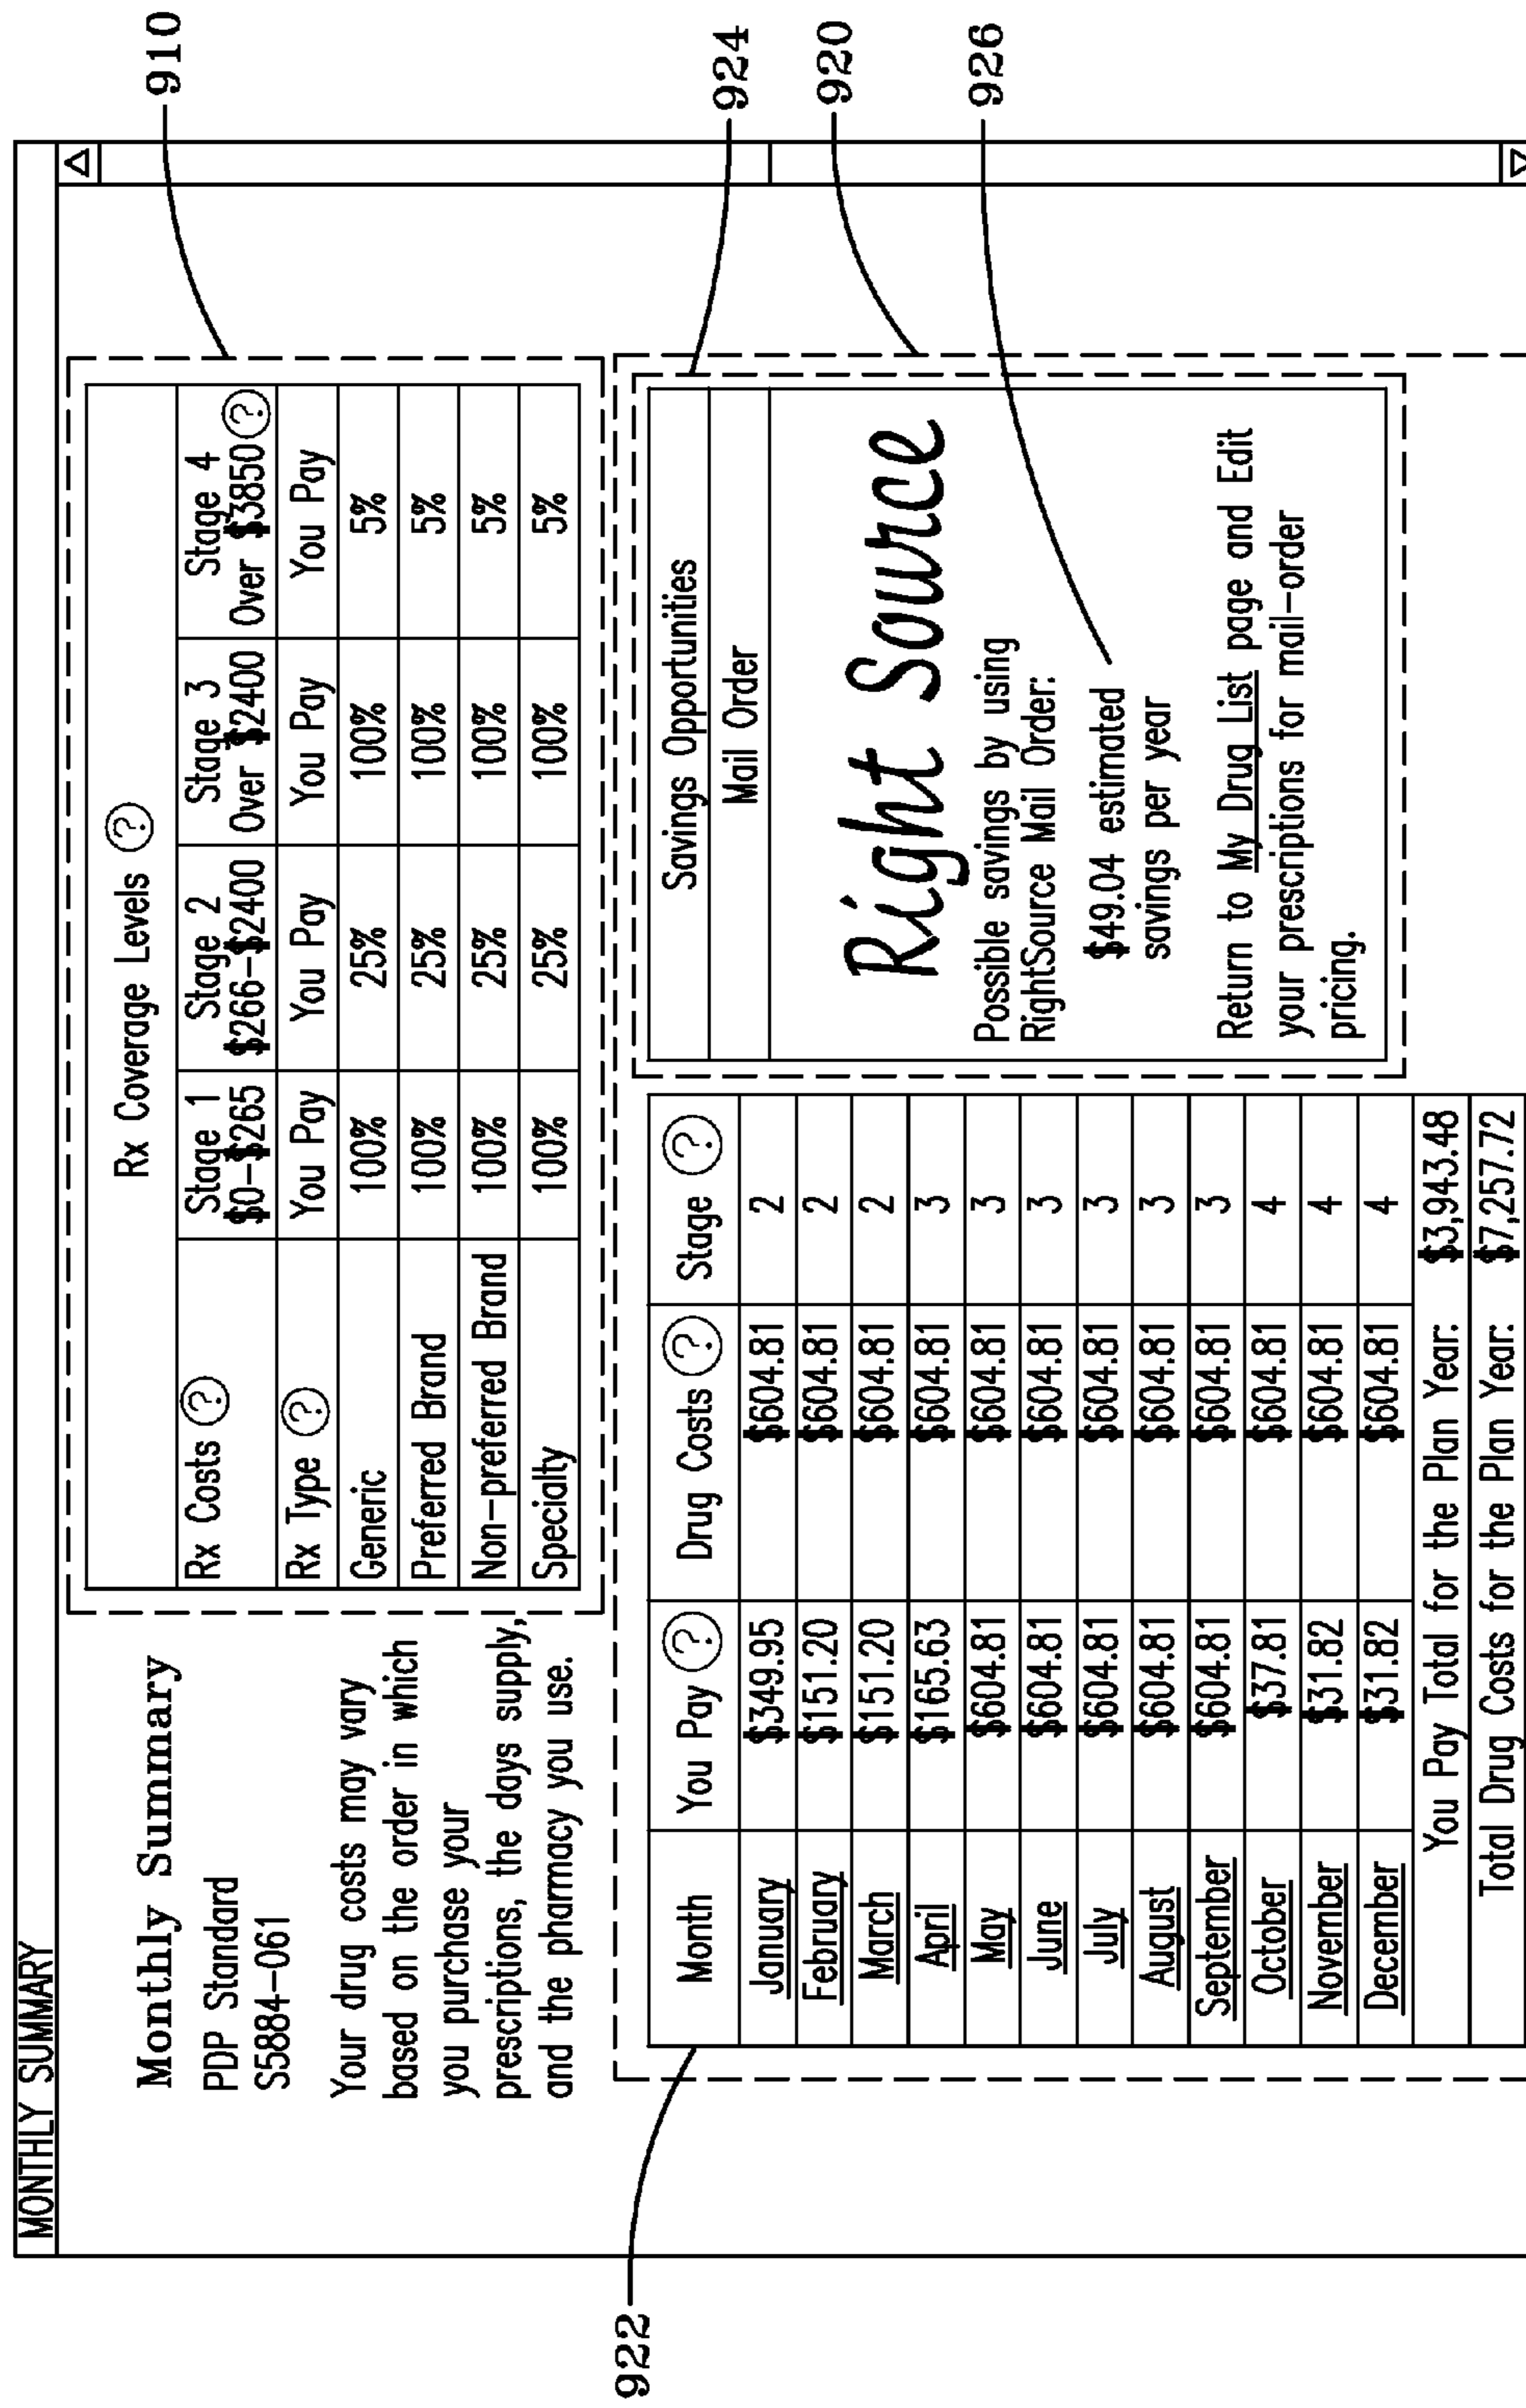 MONTHLY SUMMARY
Monthly Summary
PDP Standard
S5884-061
Your drug costs may vary
based on the order in which
you purchase your
prescriptions, the days supply,
and the pharmacy you use.
910
Rx Coverage Levels ?
Rx Costs ? Stage 1 $0-$265 Stage 2 $266-$2400 Stage 3 Over $2400 Stage 4 Over $3850 ?
Rx Type ? You Pay You Pay You Pay You Pay
Generic 100% 25% 100% 5%
Preferred Brand 100% 25% 100% 5%
Non-preferred Brand 100% 25% 100% 5%
Specialty 100% 25% 100% 5%
922
Month You Pay ? Drug Costs ? Stage ?
January $349.95 $604.81 2
February $151.20 $604.81 2
March $151.20 $604.81 2
April $165.63 $604.81 3
May $604.81 $604.81 3
June $604.81 $604.81 3
July $604.81 $604.81 3
August $604.81 $604.81 3
September $604.81 $604.81 3
October $37.81 $604.81 4
November $31.82 $604.81 4
December $31.82 $604.81 4
You Pay Total for the Plan Year: $3,943.48
Total Drug Costs for the Plan Year: $7,257.72
Savings Opportunities
Mail Order
Right Source
Possible savings by using
RightSource Mail Order:
$49.04 estimated
savings per year
Return to My Drug List page and Edit
your prescriptions for mail-order
pricing.
924
920
926